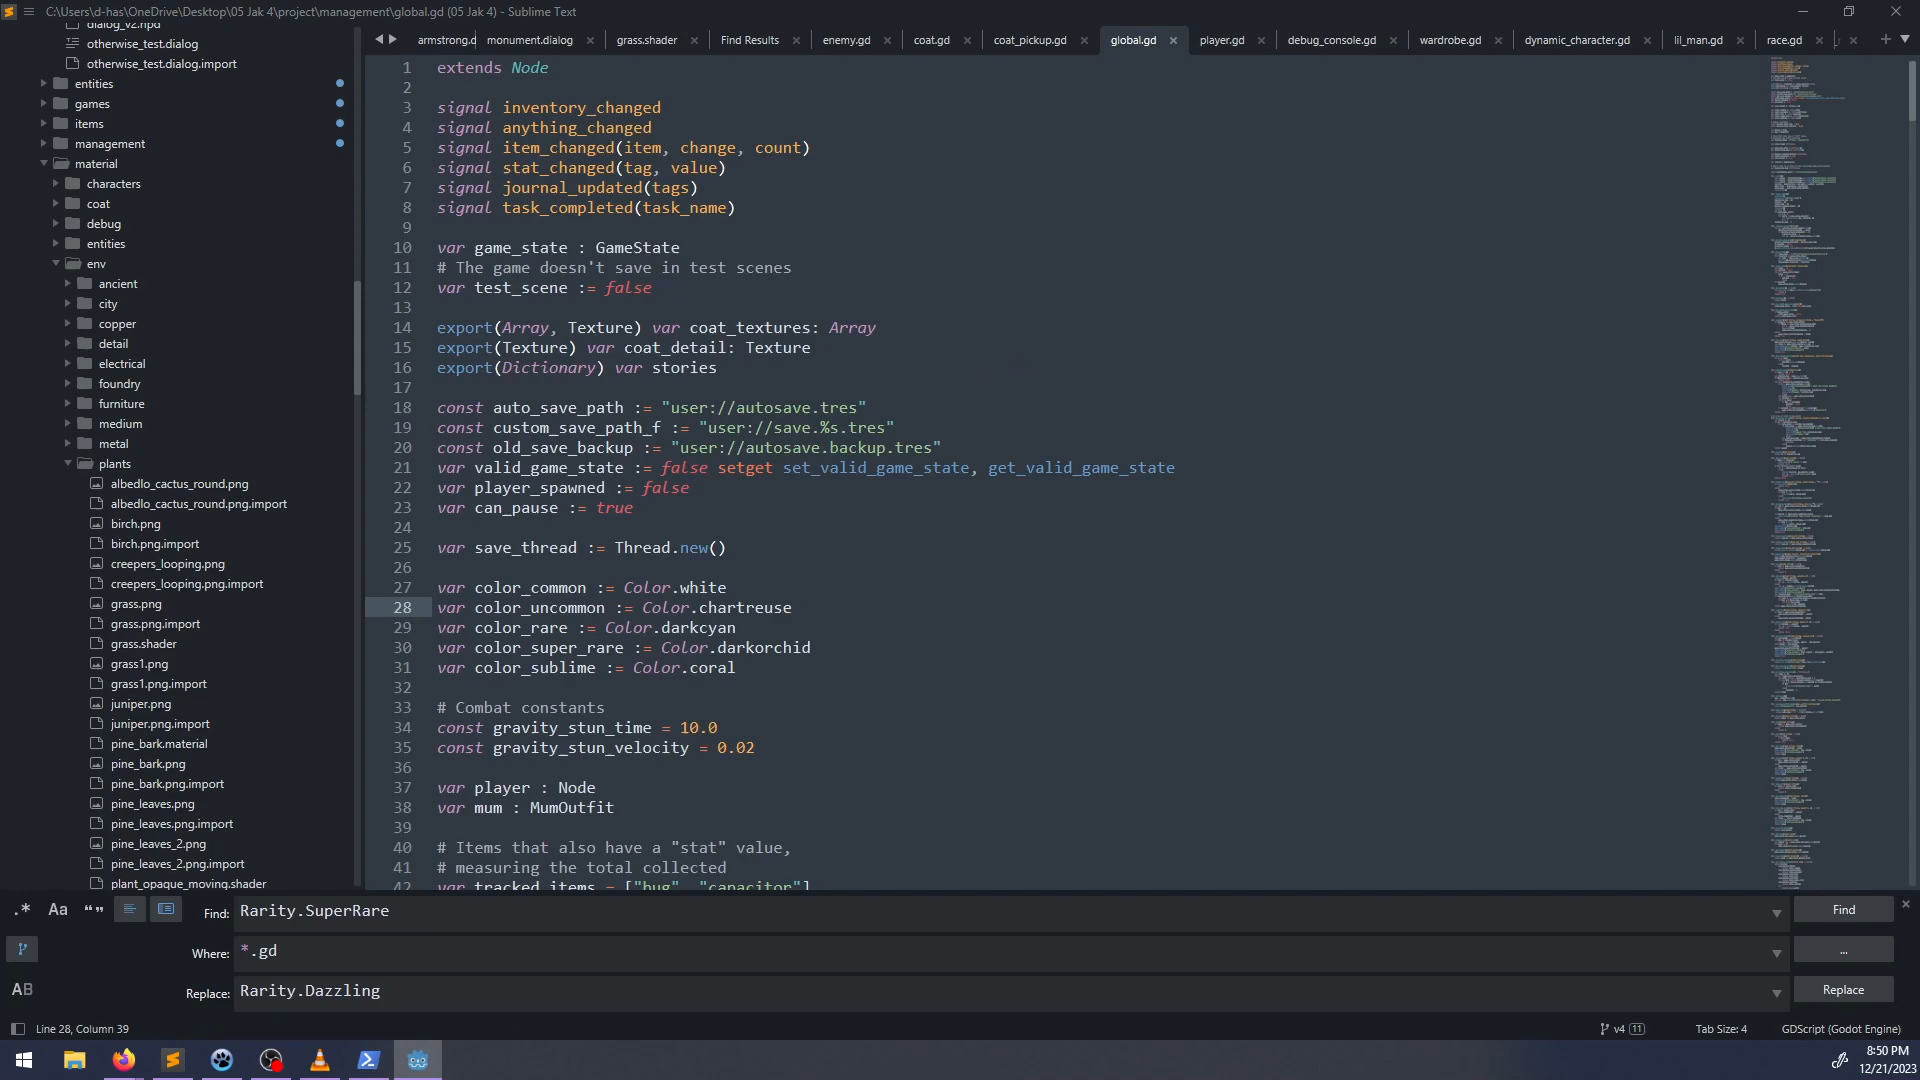 C:\Users\d-has\OneDrive\Desktop\05 Jak 4\project\management\global.gd (05 Jak 4) - Sublime Text
dialog_v2.hpd
otherwise_test.dialog
otherwise_test.dialog.import
entities
games
items
management
material
characters
coat
debug
entities
env
ancient
city
copper
detail
electrical
foundry
furniture
medium
metal
plants
albedlo_cactus_round.png
albedlo_cactus_round.png.import
birch.png
birch.png.import
creepers_looping.png
creepers_looping.png.import
grass.png
grass.png.import
grass.shader
grass1.png
grass1.png.import
juniper.png
juniper.png.import
pine_bark.material
pine_bark.png
pine_bark.png.import
pine_leaves.png
pine_leaves.png.import
pine_leaves_2.png
pine_leaves_2.png.import
plant_opaque_moving.shader
armstrong.d monument.dialog grass.shader Find Results enemy.gd coat.gd coat_pickup.gd global.gd player.gd debug_console.gd wardrobe.gd dynamic_character.gd lil_man.gd race.gd
1 extends Node
2
3 signal inventory_changed
4 signal anything_changed
5 signal item_changed(item, change, count)
6 signal stat_changed(tag, value)
7 signal journal_updated(tags)
8 signal task_completed(task_name)
9
10 var game_state : GameState
11 # The game doesn't save in test scenes
12 var test_scene := false
13
14 export(Array, Texture) var coat_textures: Array
15 export(Texture) var coat_detail: Texture
16 export(Dictionary) var stories
17
18 const auto_save_path := "user://autosave.tres"
19 const custom_save_path_f := "user://save.%s.tres"
20 const old_save_backup := "user://autosave.backup.tres"
21 var valid_game_state := false setget set_valid_game_state, get_valid_game_state
22 var player_spawned := false
23 var can_pause := true
24
25 var save_thread := Thread.new()
26
27 var color_common := Color.white
28 var color_uncommon := Color.chartreuse
29 var color_rare := Color.darkcyan
30 var color_super_rare := Color.darkorchid
31 var color_sublime := Color.coral
32
33 # Combat constants
34 const gravity_stun_time = 10.0
35 const gravity_stun_velocity = 0.02
36
37 var player : Node
38 var mum : MumOutfit
39
40 # Items that also have a "stat" value,
41 # measuring the total collected
42 var tracked_items = ["bug", "capacitor"]
.* Aa “” Find: Rarity.SuperRare Find
Where: *.gd ...
AB Replace: Rarity.Dazzling Replace
Line 28, Column 39 v4 11 Tab Size: 4 GDScript (Godot Engine)
8:50 PM
12/21/2023